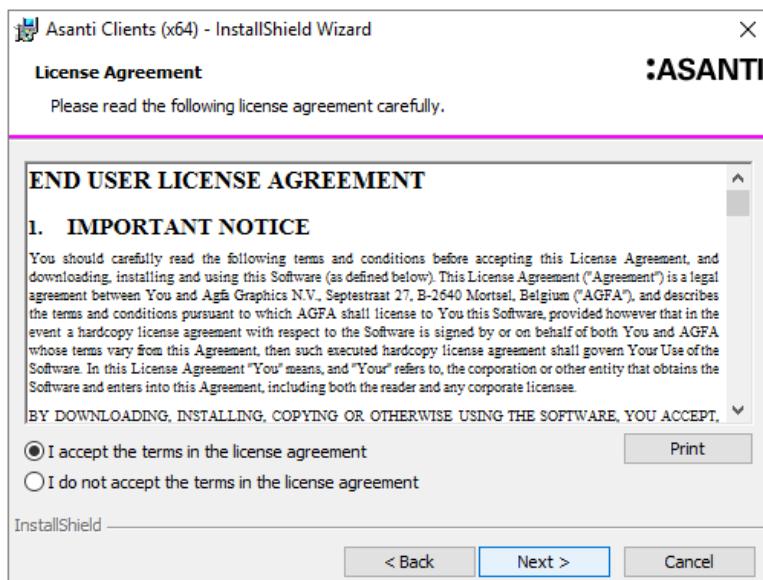 Asanti Clients (x64) - InstallShield Wizard
License Agreement
:ASANTI
Please read the following license agreement carefully.
END USER LICENSE AGREEMENT
1. IMPORTANT NOTICE
You should carefully read the following terms and conditions before accepting this License Agreement, and
downloading, installing and using this Software (as defined below). This License Agreement ("Agreement") is a legal
agreement between You and Agfa Graphics N.V., Septestraat 27, B-2640 Mortsel, Belgium ("AGFA"), and describes
the terms and conditions pursuant to which AGFA shall license to You this Software, provided however that in the
event a hardcopy license agreement with respect to the Software is signed by or on behalf of both You and AGFA
whose terms vary from this Agreement, then such executed hardcopy license agreement shall govern Your Use of the
Software. In this License Agreement "You" means, and "Your" refers to, the corporation or other entity that obtains the
Software and enters into this Agreement, including both the reader and any corporate licensee.
BY DOWNLOADING, INSTALLING, COPYING OR OTHERWISE USING THE SOFTWARE, YOU ACCEPT,
I accept the terms in the license agreement
Print
I do not accept the terms in the license agreement
InstallShield
< Back
Next >
Cancel